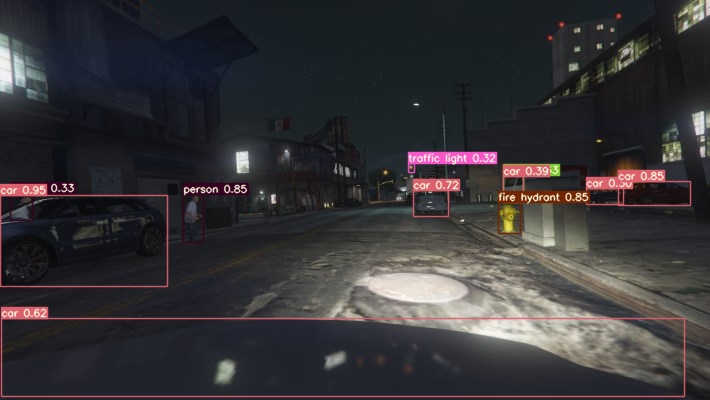 traffic light 0.32
car 0.39
car 0.85
car 0.72
car 0.95
0.33
person 0.85
fire hydrant 0.85
car 0.62